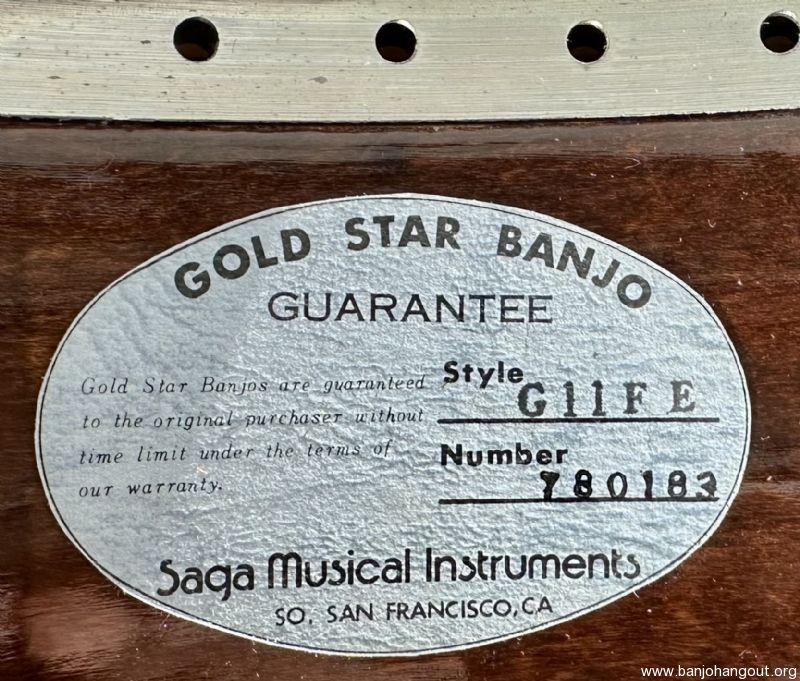 GOLD STAR BANJO
GUARANTEE
Gold Star Banjos are guaranteed
to the original purchaser without
time limit under the terms of
our warranty.
Style G11FE
Number 780183
Saga Musical Instruments
SO. SAN FRANCISCO, CA
www.banjohangout.org